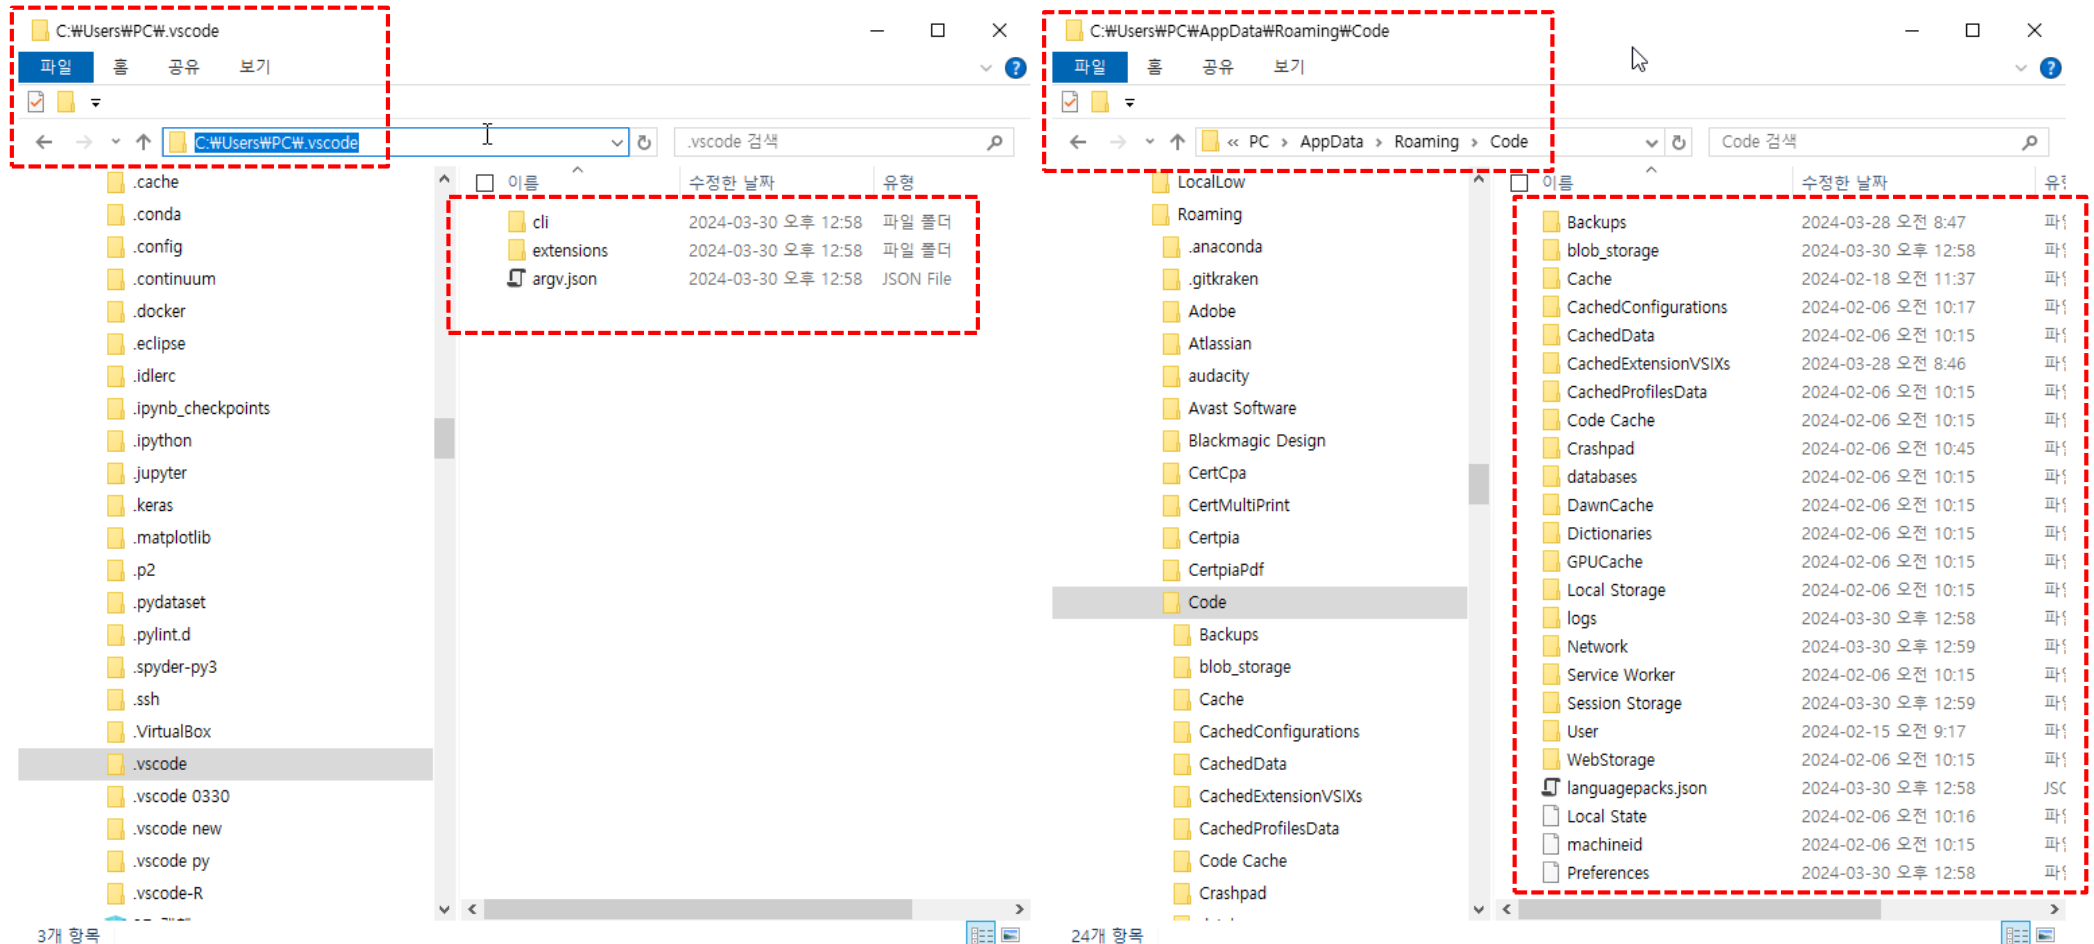 C:₩Users₩PC₩.vscode
파일 홈 공유 보기
C:₩Users₩PC₩.vscode
.vscode 검색
.cache
.conda
.config
.continuum
.docker
.eclipse
.idlerc
.ipynb_checkpoints
.ipython
.jupyter
.keras
.matplotlib
.p2
.pydataset
.pylint.d
.spyder-py3
.ssh
.VirtualBox
.vscode
.vscode 0330
.vscode new
.vscode py
.vscode-R
이름 수정한 날짜 유형
cli 2024-03-30 오후 12:58 파일 폴더
extensions 2024-03-30 오후 12:58 파일 폴더
argv.json 2024-03-30 오후 12:58 JSON File
3개 항목
C:₩Users₩PC₩AppData₩Roaming₩Code
파일 홈 공유 보기
« PC > AppData > Roaming > Code
Code 검색
LocalLow
Roaming
.anaconda
.gitkraken
Adobe
Atlassian
audacity
Avast Software
Blackmagic Design
CertCpa
CertMultiPrint
Certpia
CertpiaPdf
Code
Backups
blob_storage
Cache
CachedConfigurations
CachedData
CachedExtensionVSIXs
CachedProfilesData
Code Cache
Crashpad
이름 수정한 날짜
Backups 2024-03-28 오전 8:47
blob_storage 2024-03-30 오후 12:58
Cache 2024-02-18 오전 11:37
CachedConfigurations 2024-02-06 오전 10:17
CachedData 2024-02-06 오전 10:15
CachedExtensionVSIXs 2024-03-28 오전 8:46
CachedProfilesData 2024-02-06 오전 10:15
Code Cache 2024-02-06 오전 10:15
Crashpad 2024-02-06 오전 10:45
databases 2024-02-06 오전 10:15
DawnCache 2024-02-06 오전 10:15
Dictionaries 2024-02-06 오전 10:15
GPUCache 2024-02-06 오전 10:15
Local Storage 2024-02-06 오전 10:15
logs 2024-03-30 오후 12:58
Network 2024-03-30 오후 12:59
Service Worker 2024-02-06 오전 10:15
Session Storage 2024-03-30 오후 12:59
User 2024-02-15 오전 9:17
WebStorage 2024-02-06 오전 10:15
languagepacks.json 2024-03-30 오후 12:58
Local State 2024-02-06 오전 10:16
machineid 2024-02-06 오전 10:15
Preferences 2024-03-30 오후 12:58
24개 항목